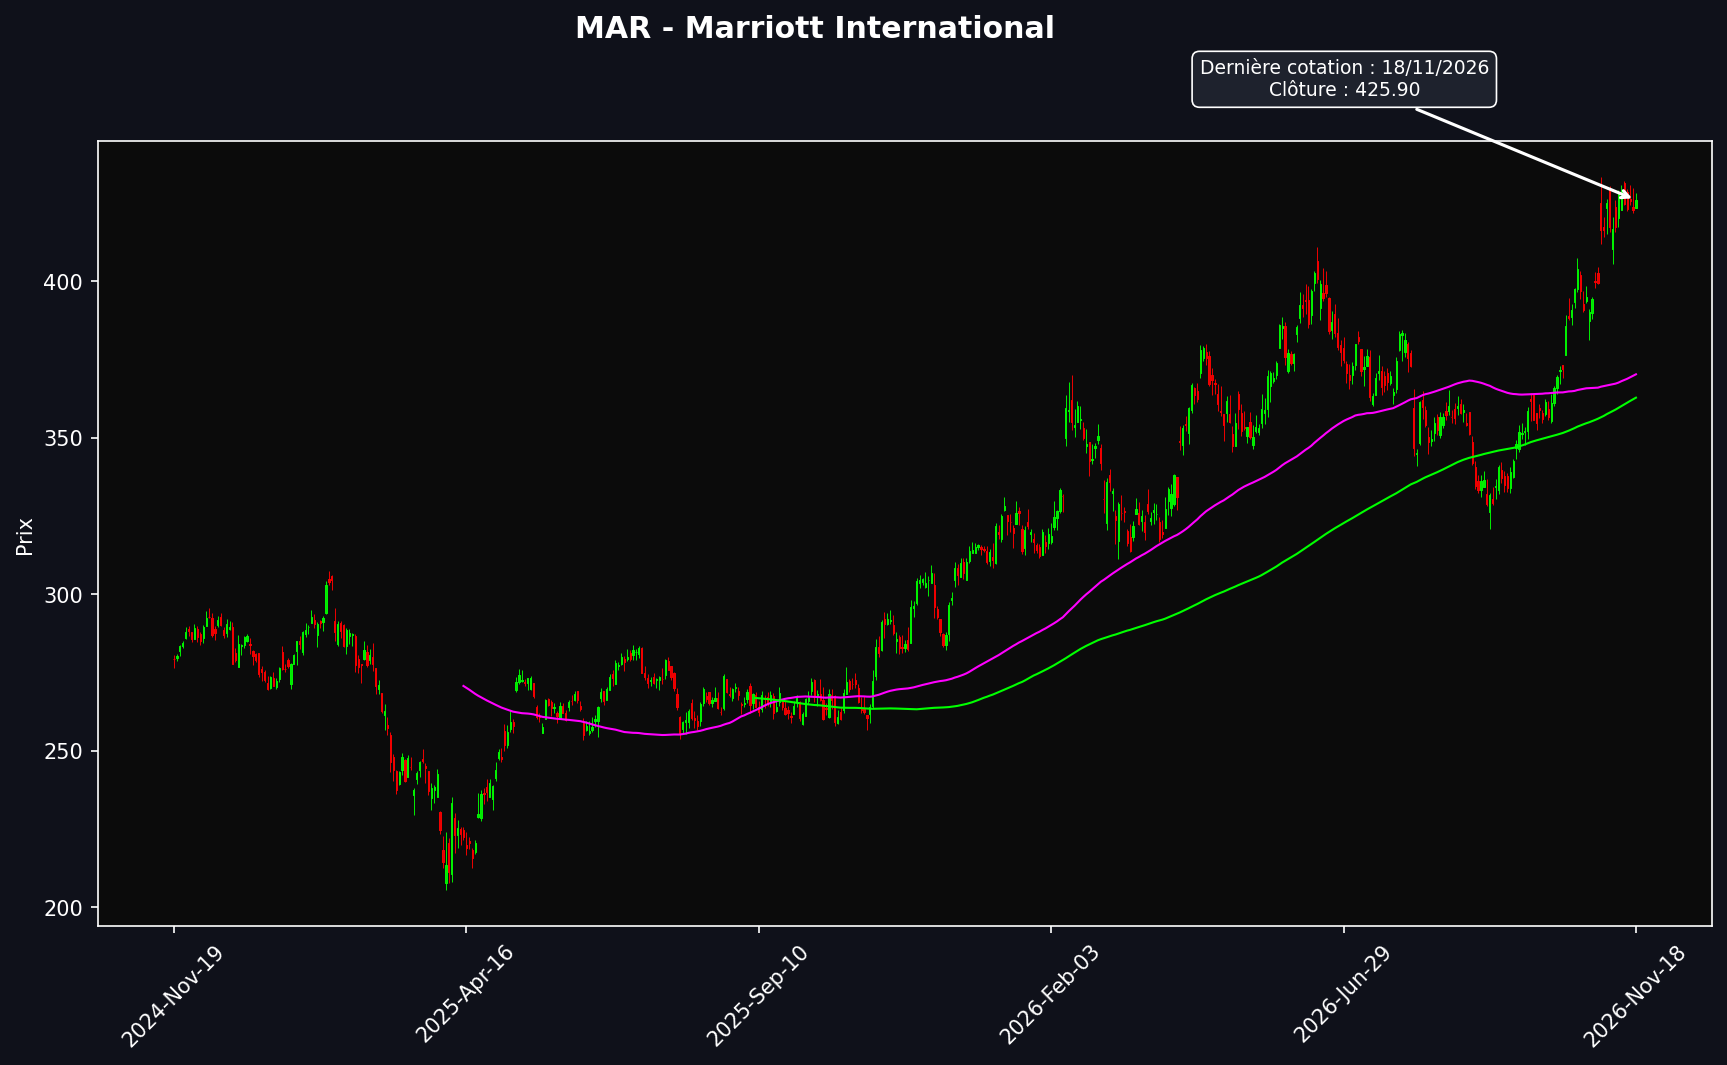 MAR - Marriott International
Dernière cotation : 18/11/2026
Clôture : 425.90
Prix
400
350
300
250
200
2024-Nov-19
2025-Apr-16
2025-Sep-10
2026-Feb-03
2026-Jun-29
2026-Nov-18